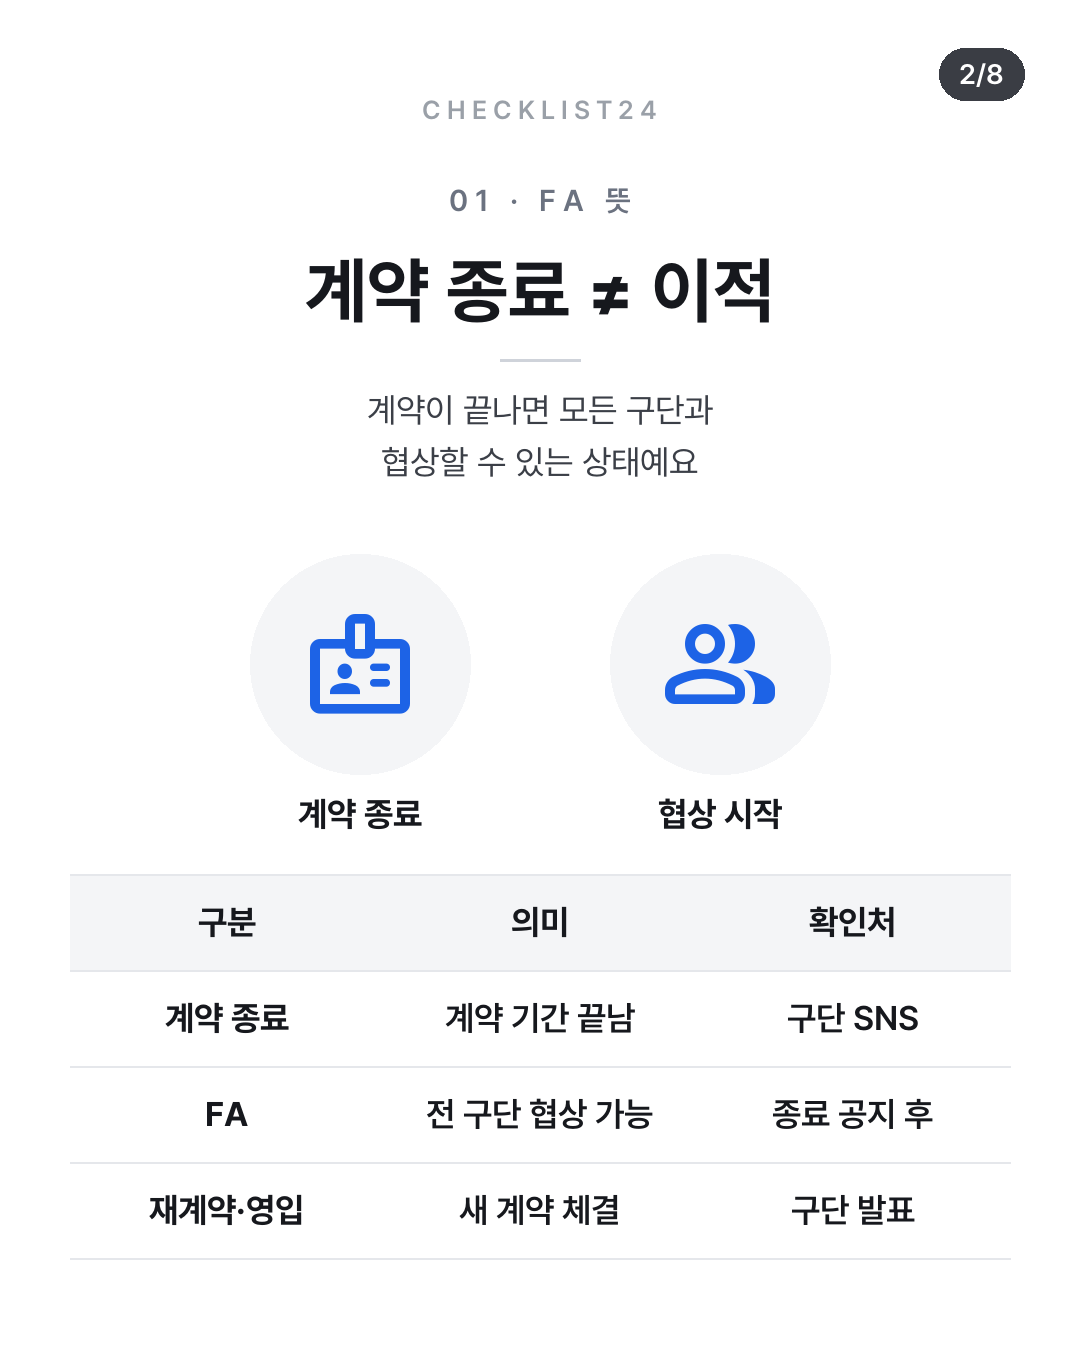 2/8
CHECKLIST24
01 · FA 뜻
계약 종료 ≠ 이적
계약이 끝나면 모든 구단과
협상할 수 있는 상태예요
계약 종료
협상 시작
구분 의미 확인처
계약 종료 계약 기간 끝남 구단 SNS
FA 전 구단 협상 가능 종료 공지 후
재계약·영입 새 계약 체결 구단 발표